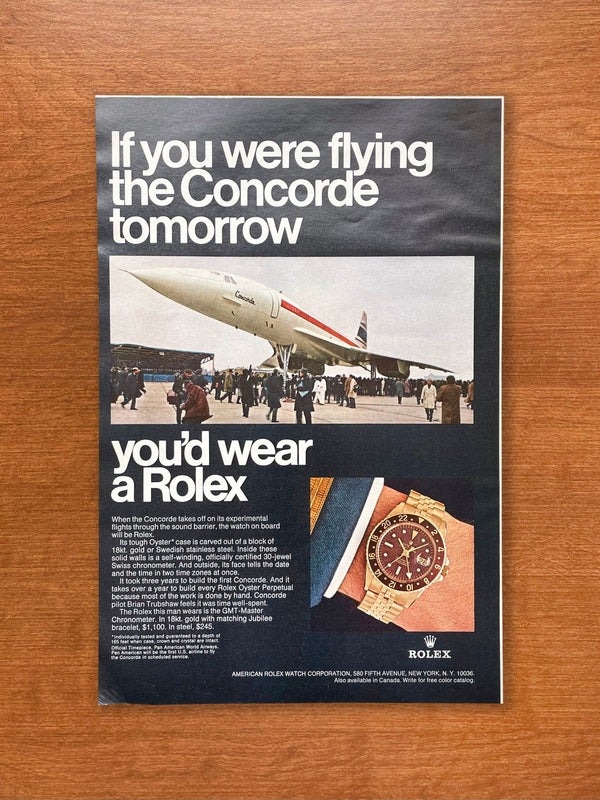 If you were flying
the Concorde
tomorrow
Concorde
you'd wear
a Rolex
When the Concorde takes off on its experimental
flights through the sound barrier, the watch on board
will be Rolex.
Its tough Oyster* case is carved out of a block of
18kt. gold or Swedish stainless steel. Inside these
solid walls is a self-winding, officially certified 30-jewel
Swiss chronometer. And outside, its face tells the
date and the time in two time zones at once.
It took three years to build the first Concorde. And it
takes over a year to build every Rolex Oyster Perpetual
because most of the work is done by hand. Concorde
pilot Brian Trubshaw feels it was time well-spent.
The Rolex this man wears is the GMT-Master
Chronometer. In 18kt. gold with matching Jubilee
bracelet, $1,100. In steel, $245.
*Individually tested and guaranteed to a depth of
165 feet when case, crown and crystal are intact.
Official Timepiece, Pan American World Airways.
Pan American will be the first U.S. airline to fly
the Concorde in scheduled service.
ROLEX
AMERICAN ROLEX WATCH CORPORATION, 580 FIFTH AVENUE, NEW YORK, N. Y. 10036.
Also available in Canada. Write for free color catalog.